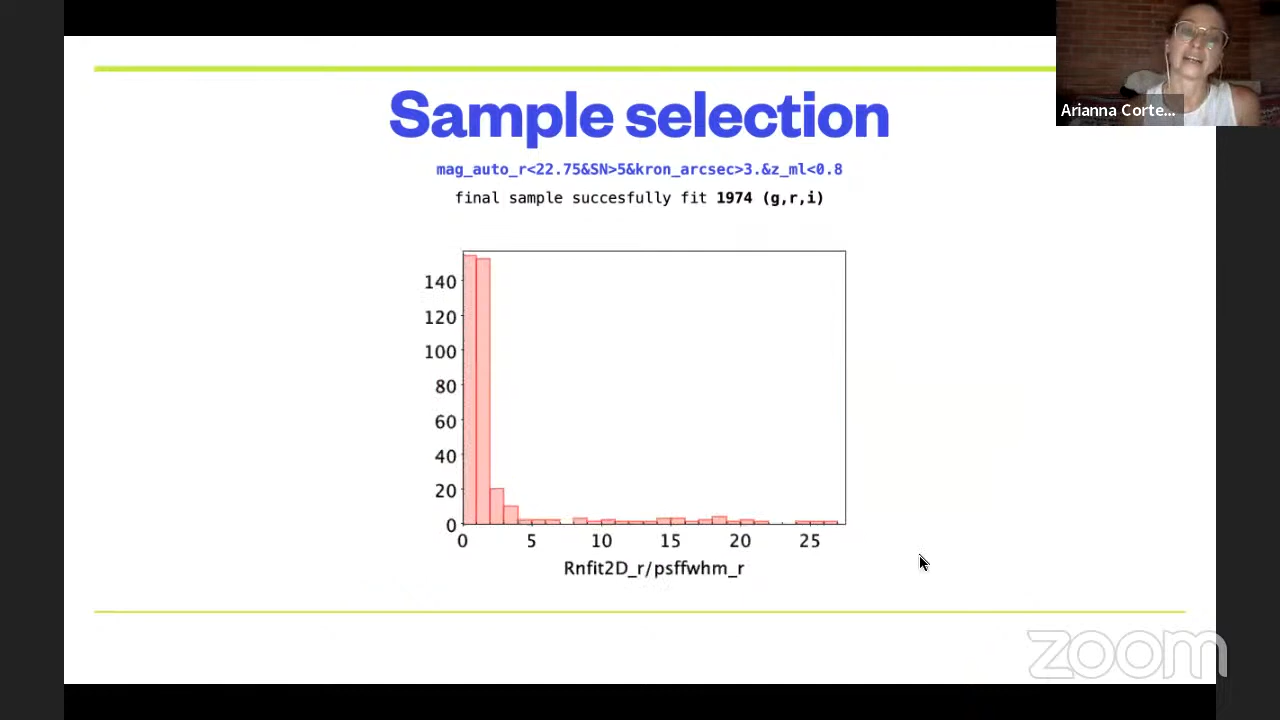 Arianna Corte...
Sample selection
mag_auto_r<22.75&SN>5&kron_arcsec>3.&z_ml<0.8
final sample succesfully fit 1974 (g,r,i)
140
120
100
80
60
40
20
0
0 5 10 15 20 25
Rnfit2D_r/psffwhm_r
zoom